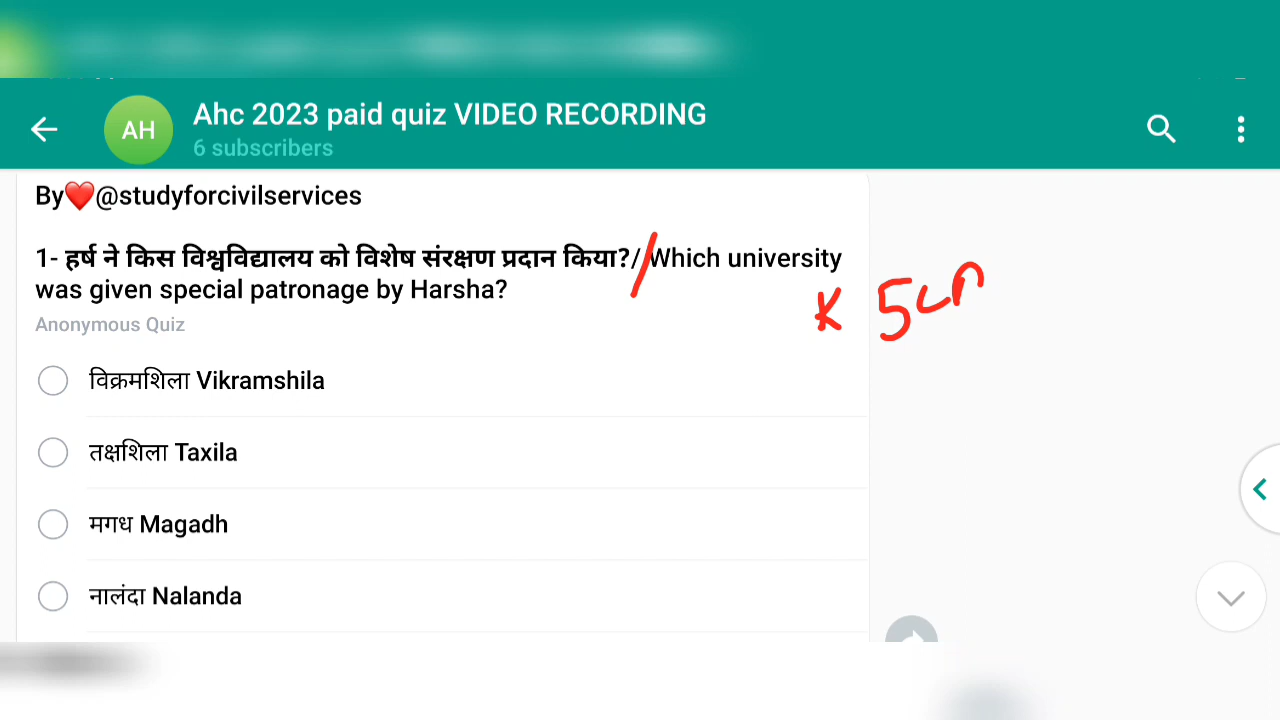 Ahc 2023 paid quiz VIDEO RECORDING
AH
6 subscribers
By❤️@studyforcivilservices
1- हर्ष ने किस विश्वविद्यालय को विशेष संरक्षण प्रदान किया?/ Which university
was given special patronage by Harsha?
Anonymous Quiz
विक्रमशिला Vikramshila
तक्षशिला Taxila
मगध Magadh
नालंदा Nalanda